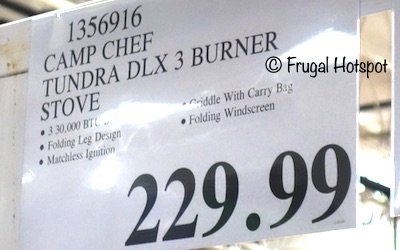 1356916
CAMP CHEF
TUNDRA DLX 3 BURNER
STOVE
• 3 30,000 BTU
• Folding Leg Design
• Matchless Ignition
• Griddle With Carry Bag
• Folding Windscreen
229.99
© Frugal Hotspot